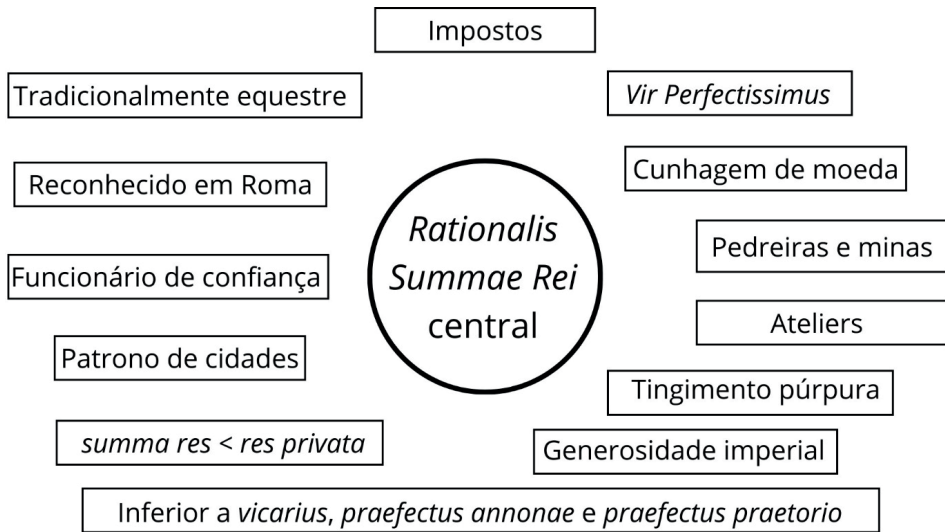 Impostos
Tradicionalmente equestre
Vir Perfectissimus
Reconhecido em Roma
Cunhagem de moeda
Rationalis
Summae Rei
central
Pedreiras e minas
Funcionário de confiança
Ateliers
Patrono de cidades
Tingimento púrpura
summa res < res privata
Generosidade imperial
Inferior a vicarius, praefectus annonae e praefectus praetorio